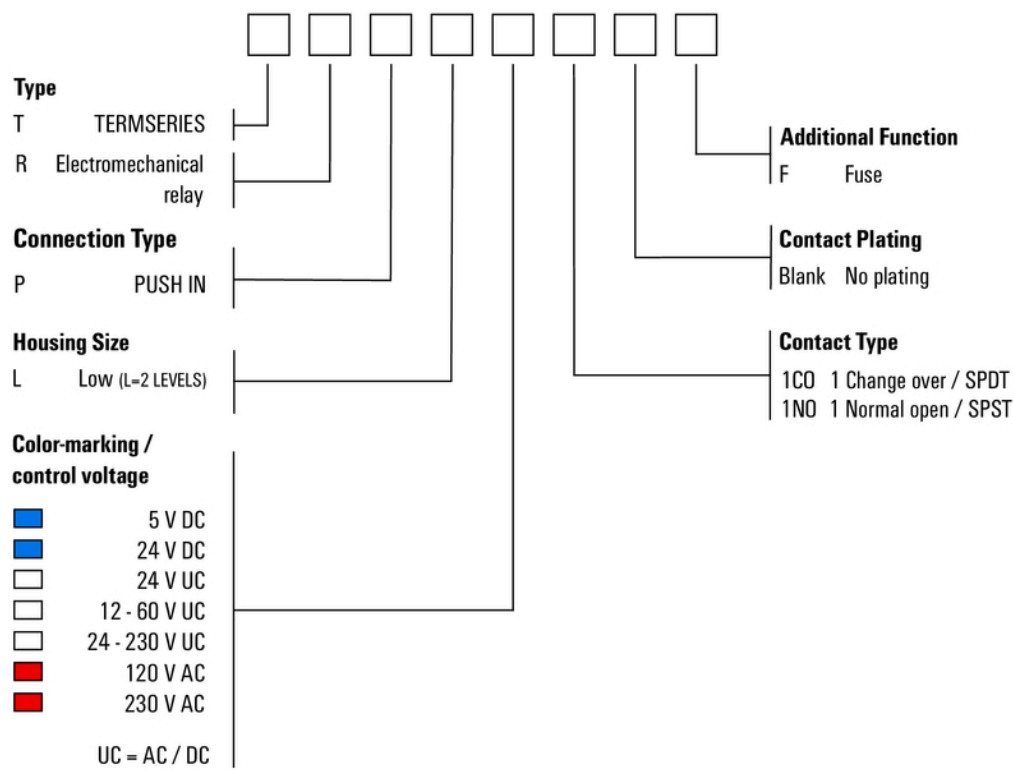 Type
T TERMSERIES
R Electromechanical
relay
Connection Type
P PUSH IN
Housing Size
L Low (L=2 LEVELS)
Color-marking /
control voltage
5 V DC
24 V DC
24 V UC
12 - 60 V UC
24 - 230 V UC
120 V AC
230 V AC
UC = AC / DC
Additional Function
F Fuse
Contact Plating
Blank No plating
Contact Type
1CO 1 Change over / SPDT
1NO 1 Normal open / SPST